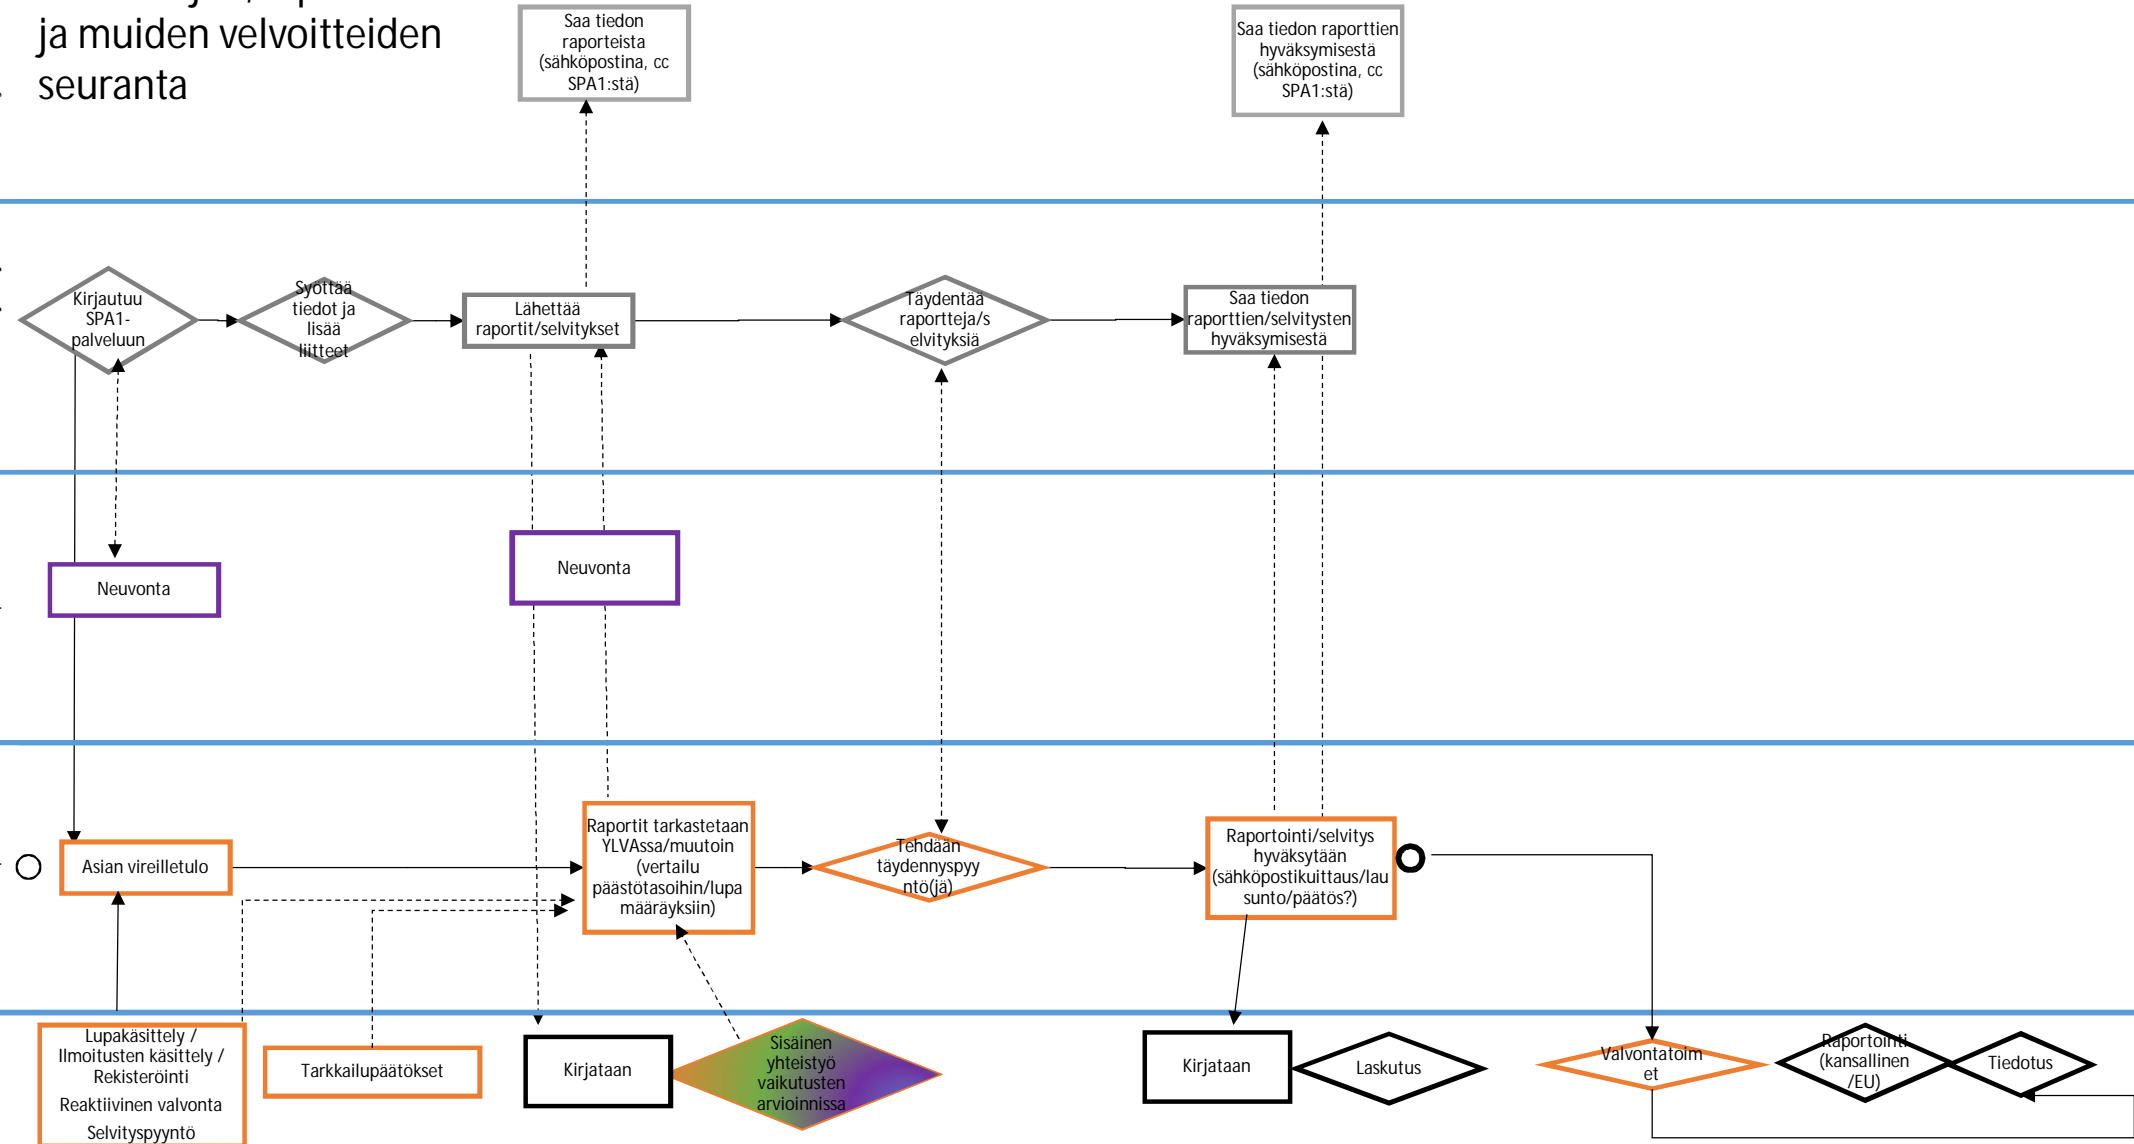 ja muiden velvoitteiden
seuranta
Saa tiedon
raporteista
(sähköpostina, cc
SPA1:stä)
Saa tiedon raporttien
hyväksymisestä
(sähköpostina, cc
SPA1:stä)
Kirjautuu
SPA1-
palveluun
Syöttää
tiedot ja
lisää
liitteet
Lähettää
raportit/selvitykset
Täydentää
raportteja/s
elvityksiä
Saa tiedon
raporttien/selvitysten
hyväksymisestä
Neuvonta
Neuvonta
Asian vireilletulo
Raportit tarkastetaan
YLVAssa/muutoin
(vertailu
päästötasoihin/lupa
määräyksiin)
Tehdään
täydennyspyy
ntö(jä)
Raportointi/selvitys
hyväksytään
(sähköpostikuittaus/lau
sunto/päätös?)
Lupakäsittely /
Ilmoitusten käsittely /
Rekisteröinti
Reaktiivinen valvonta
Selvityspyyntö
Tarkkailupäätökset
Kirjataan
Sisäinen
yhteistyö
vaikutusten
arvioinnissa
Kirjataan
Laskutus
Valvontatoim
et
Raportointi
(kansallinen
/EU)
Tiedotus